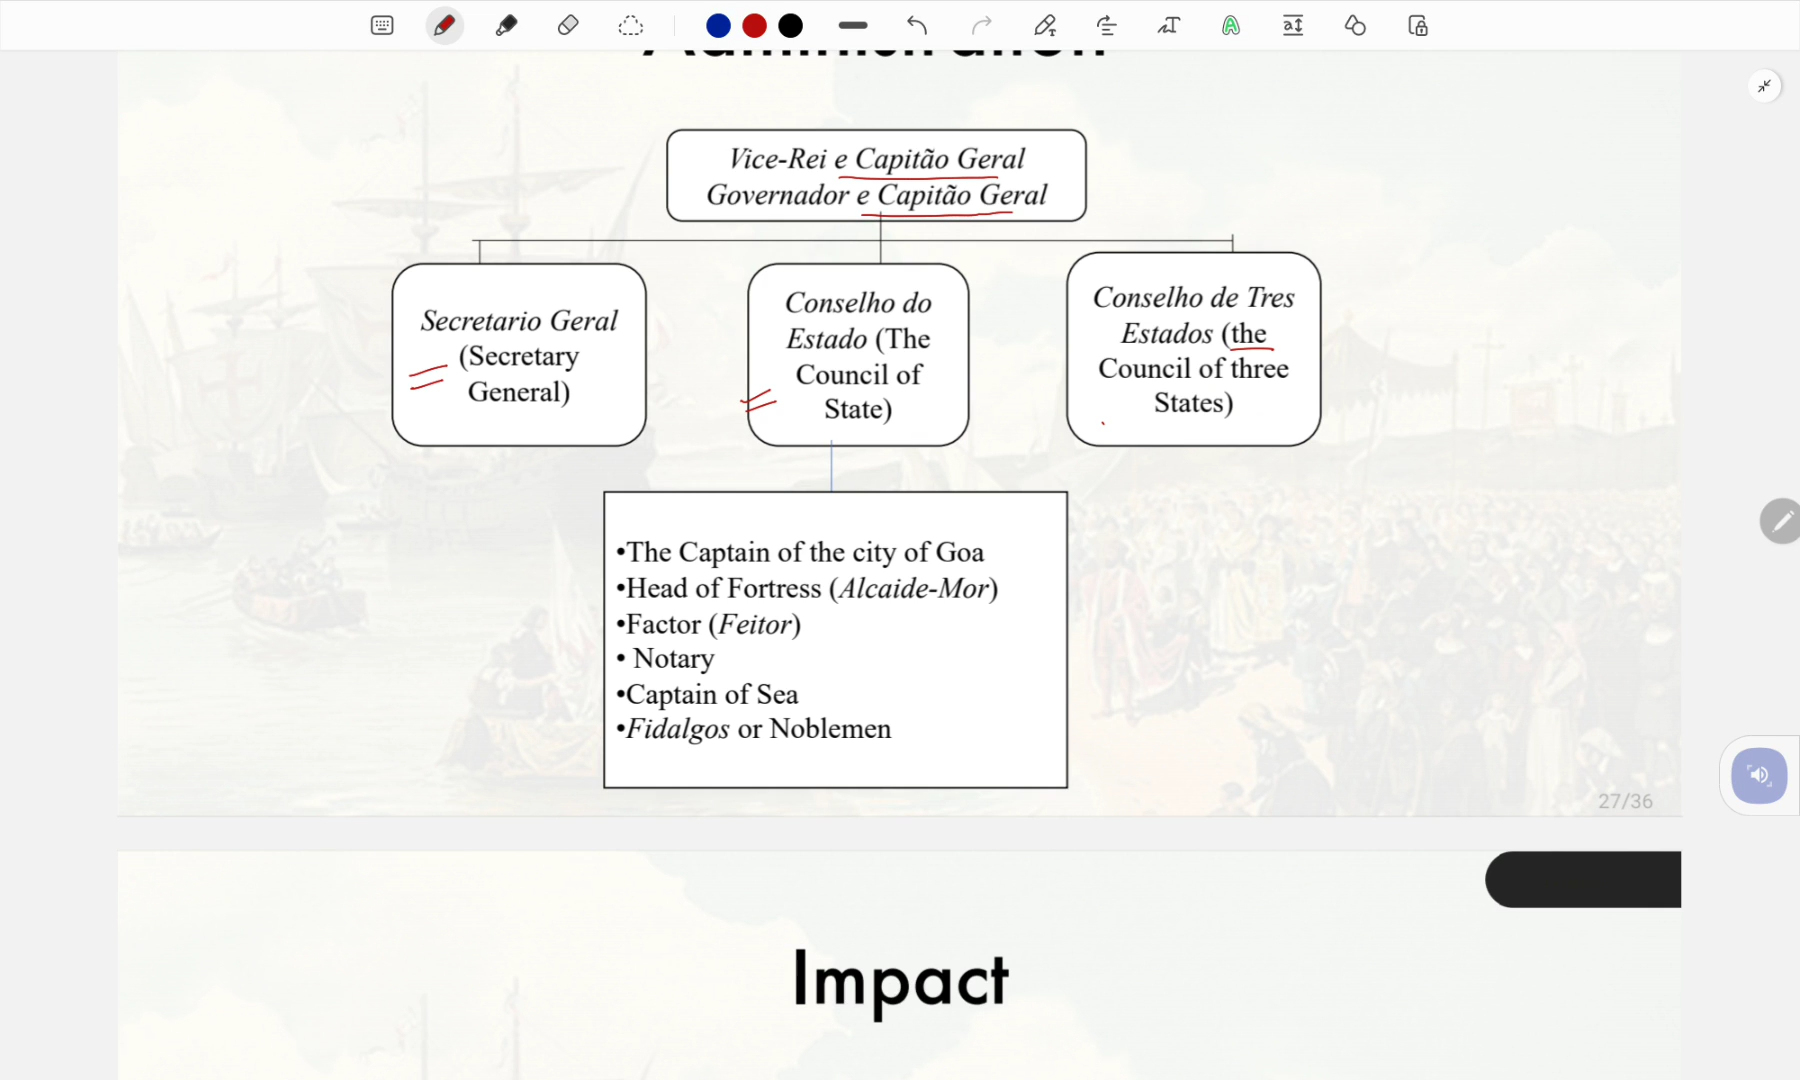 Administration
Vice-Rei e Capitão Geral
Governador e Capitão Geral
Secretario Geral
(Secretary
General)
Conselho do
Estado (The
Council of
State)
Conselho de Tres
Estados (the
Council of three
States)
•The Captain of the city of Goa
•Head of Fortress (Alcaide-Mor)
•Factor (Feitor)
• Notary
•Captain of Sea
•Fidalgos or Noblemen
27/36
Impact